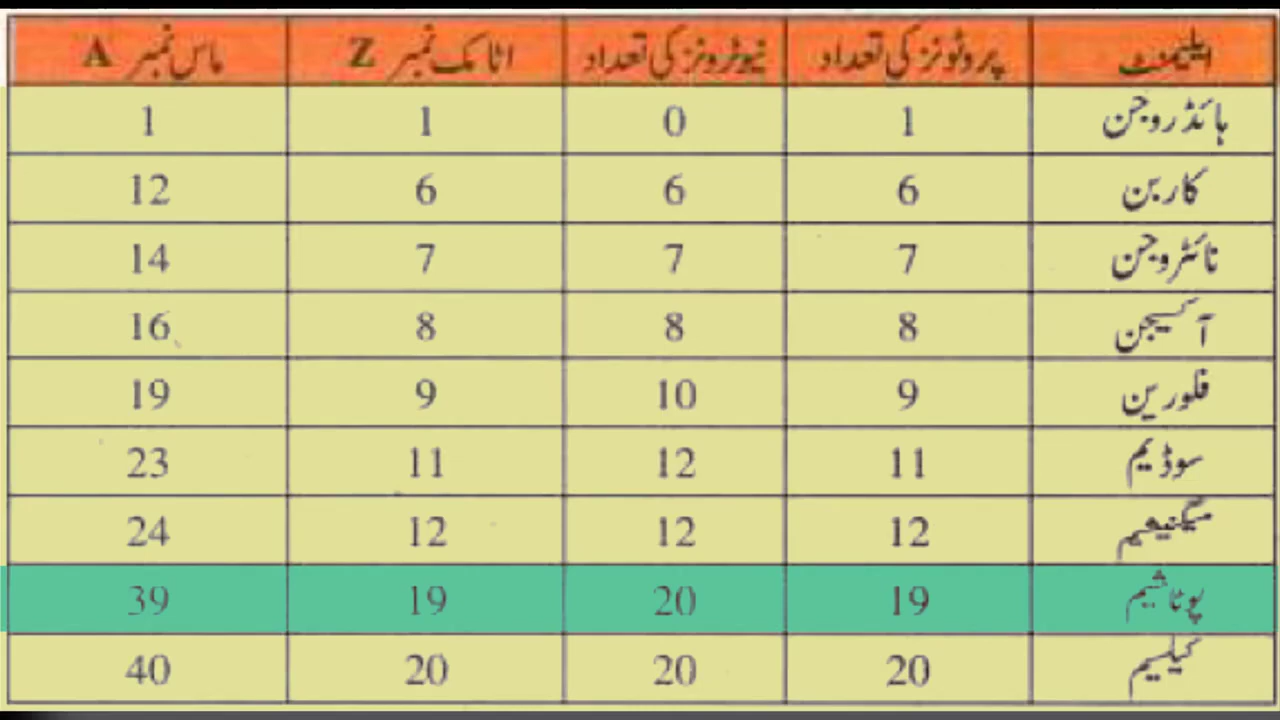 ایلیمنٹ پروٹونز کی تعداد نیوٹرونز کی تعداد اٹامک نمبر Z ماس نمبر A
ہائڈروجن 1 0 1 1
کاربن 6 6 6 12
نائٹروجن 7 7 7 14
آکسیجن 8 8 8 16
فلورین 9 10 9 19
سوڈیم 11 12 11 23
میگنیشیم 12 12 12 24
پوٹاشیم 19 20 19 39
کیلسیم 20 20 20 40